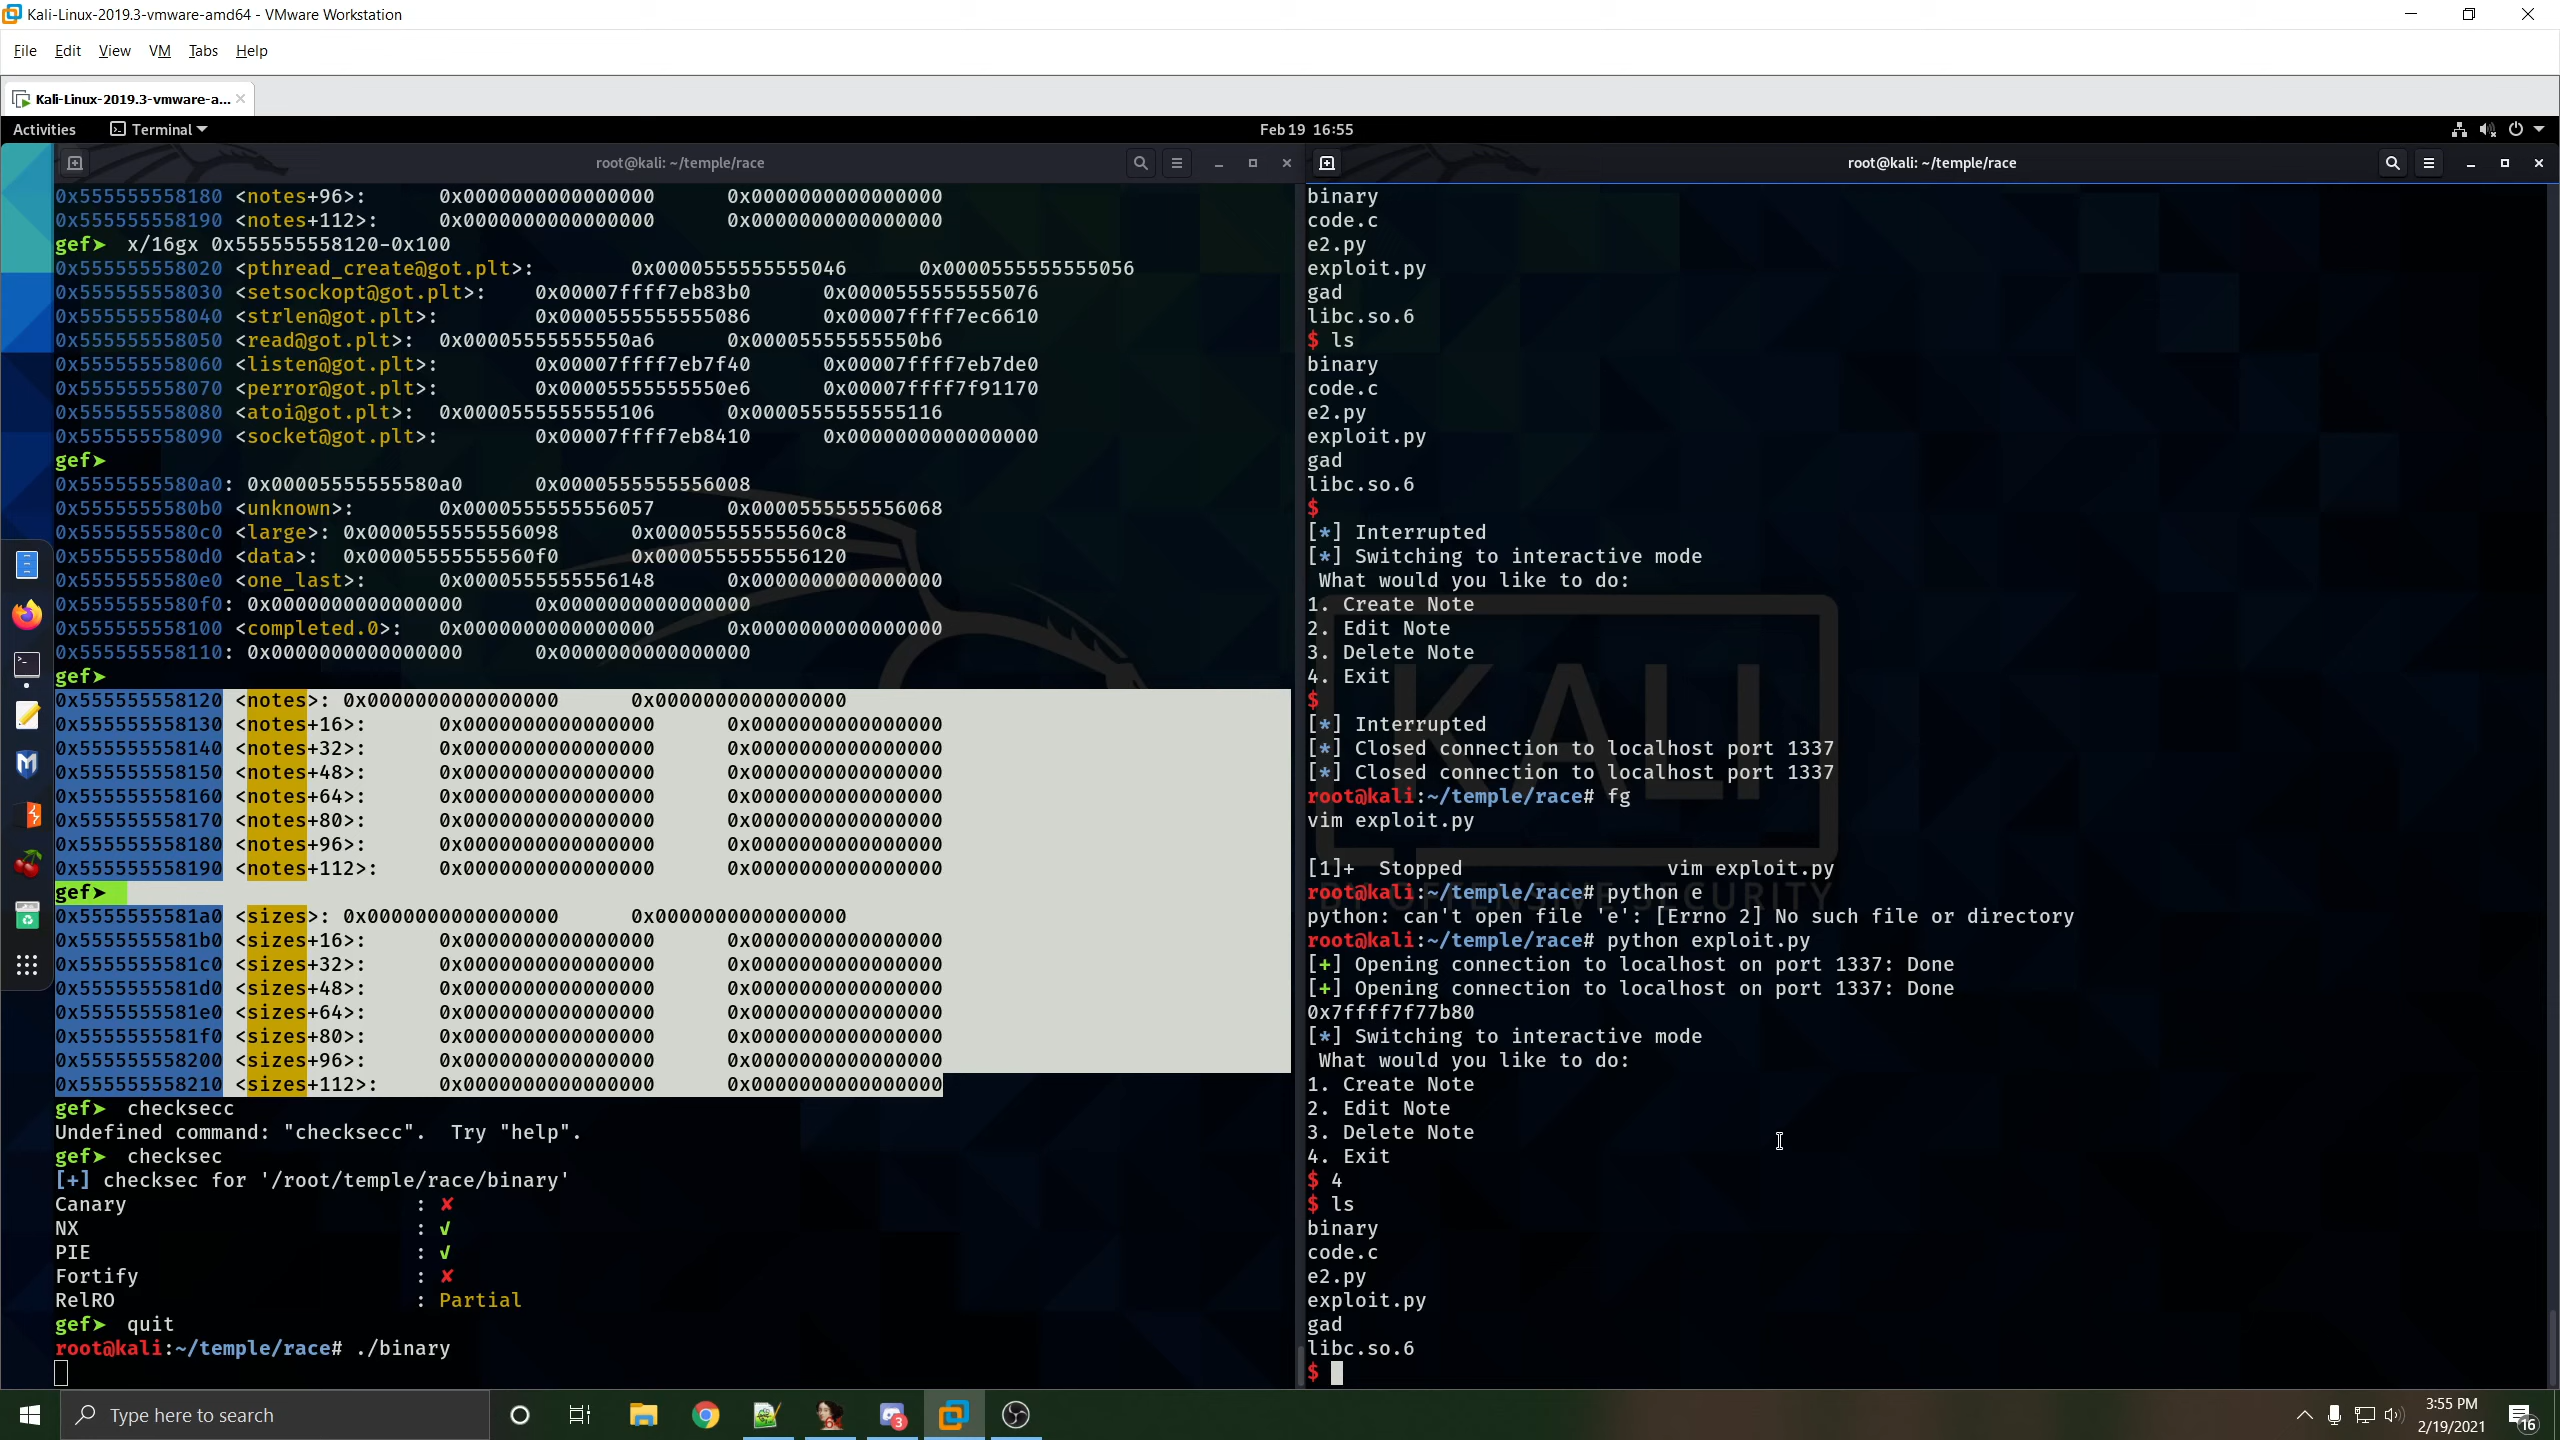 Kali-Linux-2019.3-vmware-amd64 - VMware Workstation
File Edit View VM Tabs Help
Kali-Linux-2019.3-vmware-a...
Activities Terminal Feb 19 16:55
root@kali: ~/temple/race
0x555555558180 <notes+96>: 0x0000000000000000 0x0000000000000000
0x555555558190 <notes+112>: 0x0000000000000000 0x0000000000000000
gef➤ x/16gx 0x555555558120-0x100
0x555555558020 <pthread_create@got.plt>: 0x0000555555555046 0x0000555555555056
0x555555558030 <setsockopt@got.plt>: 0x00007ffff7eb83b0 0x0000555555555076
0x555555558040 <strlen@got.plt>: 0x0000555555555086 0x00007ffff7ec6610
0x555555558050 <read@got.plt>: 0x00005555555550a6 0x00005555555550b6
0x555555558060 <listen@got.plt>: 0x00007ffff7eb7f40 0x00007ffff7eb7de0
0x555555558070 <perror@got.plt>: 0x00005555555550e6 0x00007ffff7f91170
0x555555558080 <atoi@got.plt>: 0x0000555555555106 0x0000555555555116
0x555555558090 <socket@got.plt>: 0x00007ffff7eb8410 0x0000000000000000
gef➤
0x5555555580a0: 0x00005555555580a0 0x0000555555556008
0x5555555580b0 <unknown>: 0x0000555555556057 0x0000555555556068
0x5555555580c0 <large>: 0x0000555555556098 0x00005555555560c8
0x5555555580d0 <data>: 0x00005555555560f0 0x0000555555556120
0x5555555580e0 <one_last>: 0x0000555555556148 0x0000000000000000
0x5555555580f0: 0x0000000000000000 0x0000000000000000
0x555555558100 <completed.0>: 0x0000000000000000 0x0000000000000000
0x555555558110: 0x0000000000000000 0x0000000000000000
gef➤
0x555555558120 <notes>: 0x0000000000000000 0x0000000000000000
0x555555558130 <notes+16>: 0x0000000000000000 0x0000000000000000
0x555555558140 <notes+32>: 0x0000000000000000 0x0000000000000000
0x555555558150 <notes+48>: 0x0000000000000000 0x0000000000000000
0x555555558160 <notes+64>: 0x0000000000000000 0x0000000000000000
0x555555558170 <notes+80>: 0x0000000000000000 0x0000000000000000
0x555555558180 <notes+96>: 0x0000000000000000 0x0000000000000000
0x555555558190 <notes+112>: 0x0000000000000000 0x0000000000000000
gef➤
0x5555555581a0 <sizes>: 0x0000000000000000 0x0000000000000000
0x5555555581b0 <sizes+16>: 0x0000000000000000 0x0000000000000000
0x5555555581c0 <sizes+32>: 0x0000000000000000 0x0000000000000000
0x5555555581d0 <sizes+48>: 0x0000000000000000 0x0000000000000000
0x5555555581e0 <sizes+64>: 0x0000000000000000 0x0000000000000000
0x5555555581f0 <sizes+80>: 0x0000000000000000 0x0000000000000000
0x555555558200 <sizes+96>: 0x0000000000000000 0x0000000000000000
0x555555558210 <sizes+112>: 0x0000000000000000 0x0000000000000000
gef➤ checksecc
Undefined command: "checksecc". Try "help".
gef➤ checksec
[+] checksec for '/root/temple/race/binary'
Canary : ✘
NX : ✓
PIE : ✓
Fortify : ✘
RelRO : Partial
gef➤ quit
root@kali:~/temple/race# ./binary
root@kali: ~/temple/race
binary
code.c
e2.py
exploit.py
gad
libc.so.6
$ ls
binary
code.c
e2.py
exploit.py
gad
libc.so.6
$
[*] Interrupted
[*] Switching to interactive mode
What would you like to do:
1. Create Note
2. Edit Note
3. Delete Note
4. Exit
$
[*] Interrupted
[*] Closed connection to localhost port 1337
[*] Closed connection to localhost port 1337
root@kali:~/temple/race# fg
vim exploit.py
[1]+ Stopped vim exploit.py
root@kali:~/temple/race# python e
python: can't open file 'e': [Errno 2] No such file or directory
root@kali:~/temple/race# python exploit.py
[+] Opening connection to localhost on port 1337: Done
[+] Opening connection to localhost on port 1337: Done
0x7ffff7f77b80
[*] Switching to interactive mode
What would you like to do:
1. Create Note
2. Edit Note
3. Delete Note
4. Exit
$ 4
$ ls
binary
code.c
e2.py
exploit.py
gad
libc.so.6
$
KALI
BY OFFENSIVE SECURITY
Type here to search
3
3:55 PM
2/19/2021
16